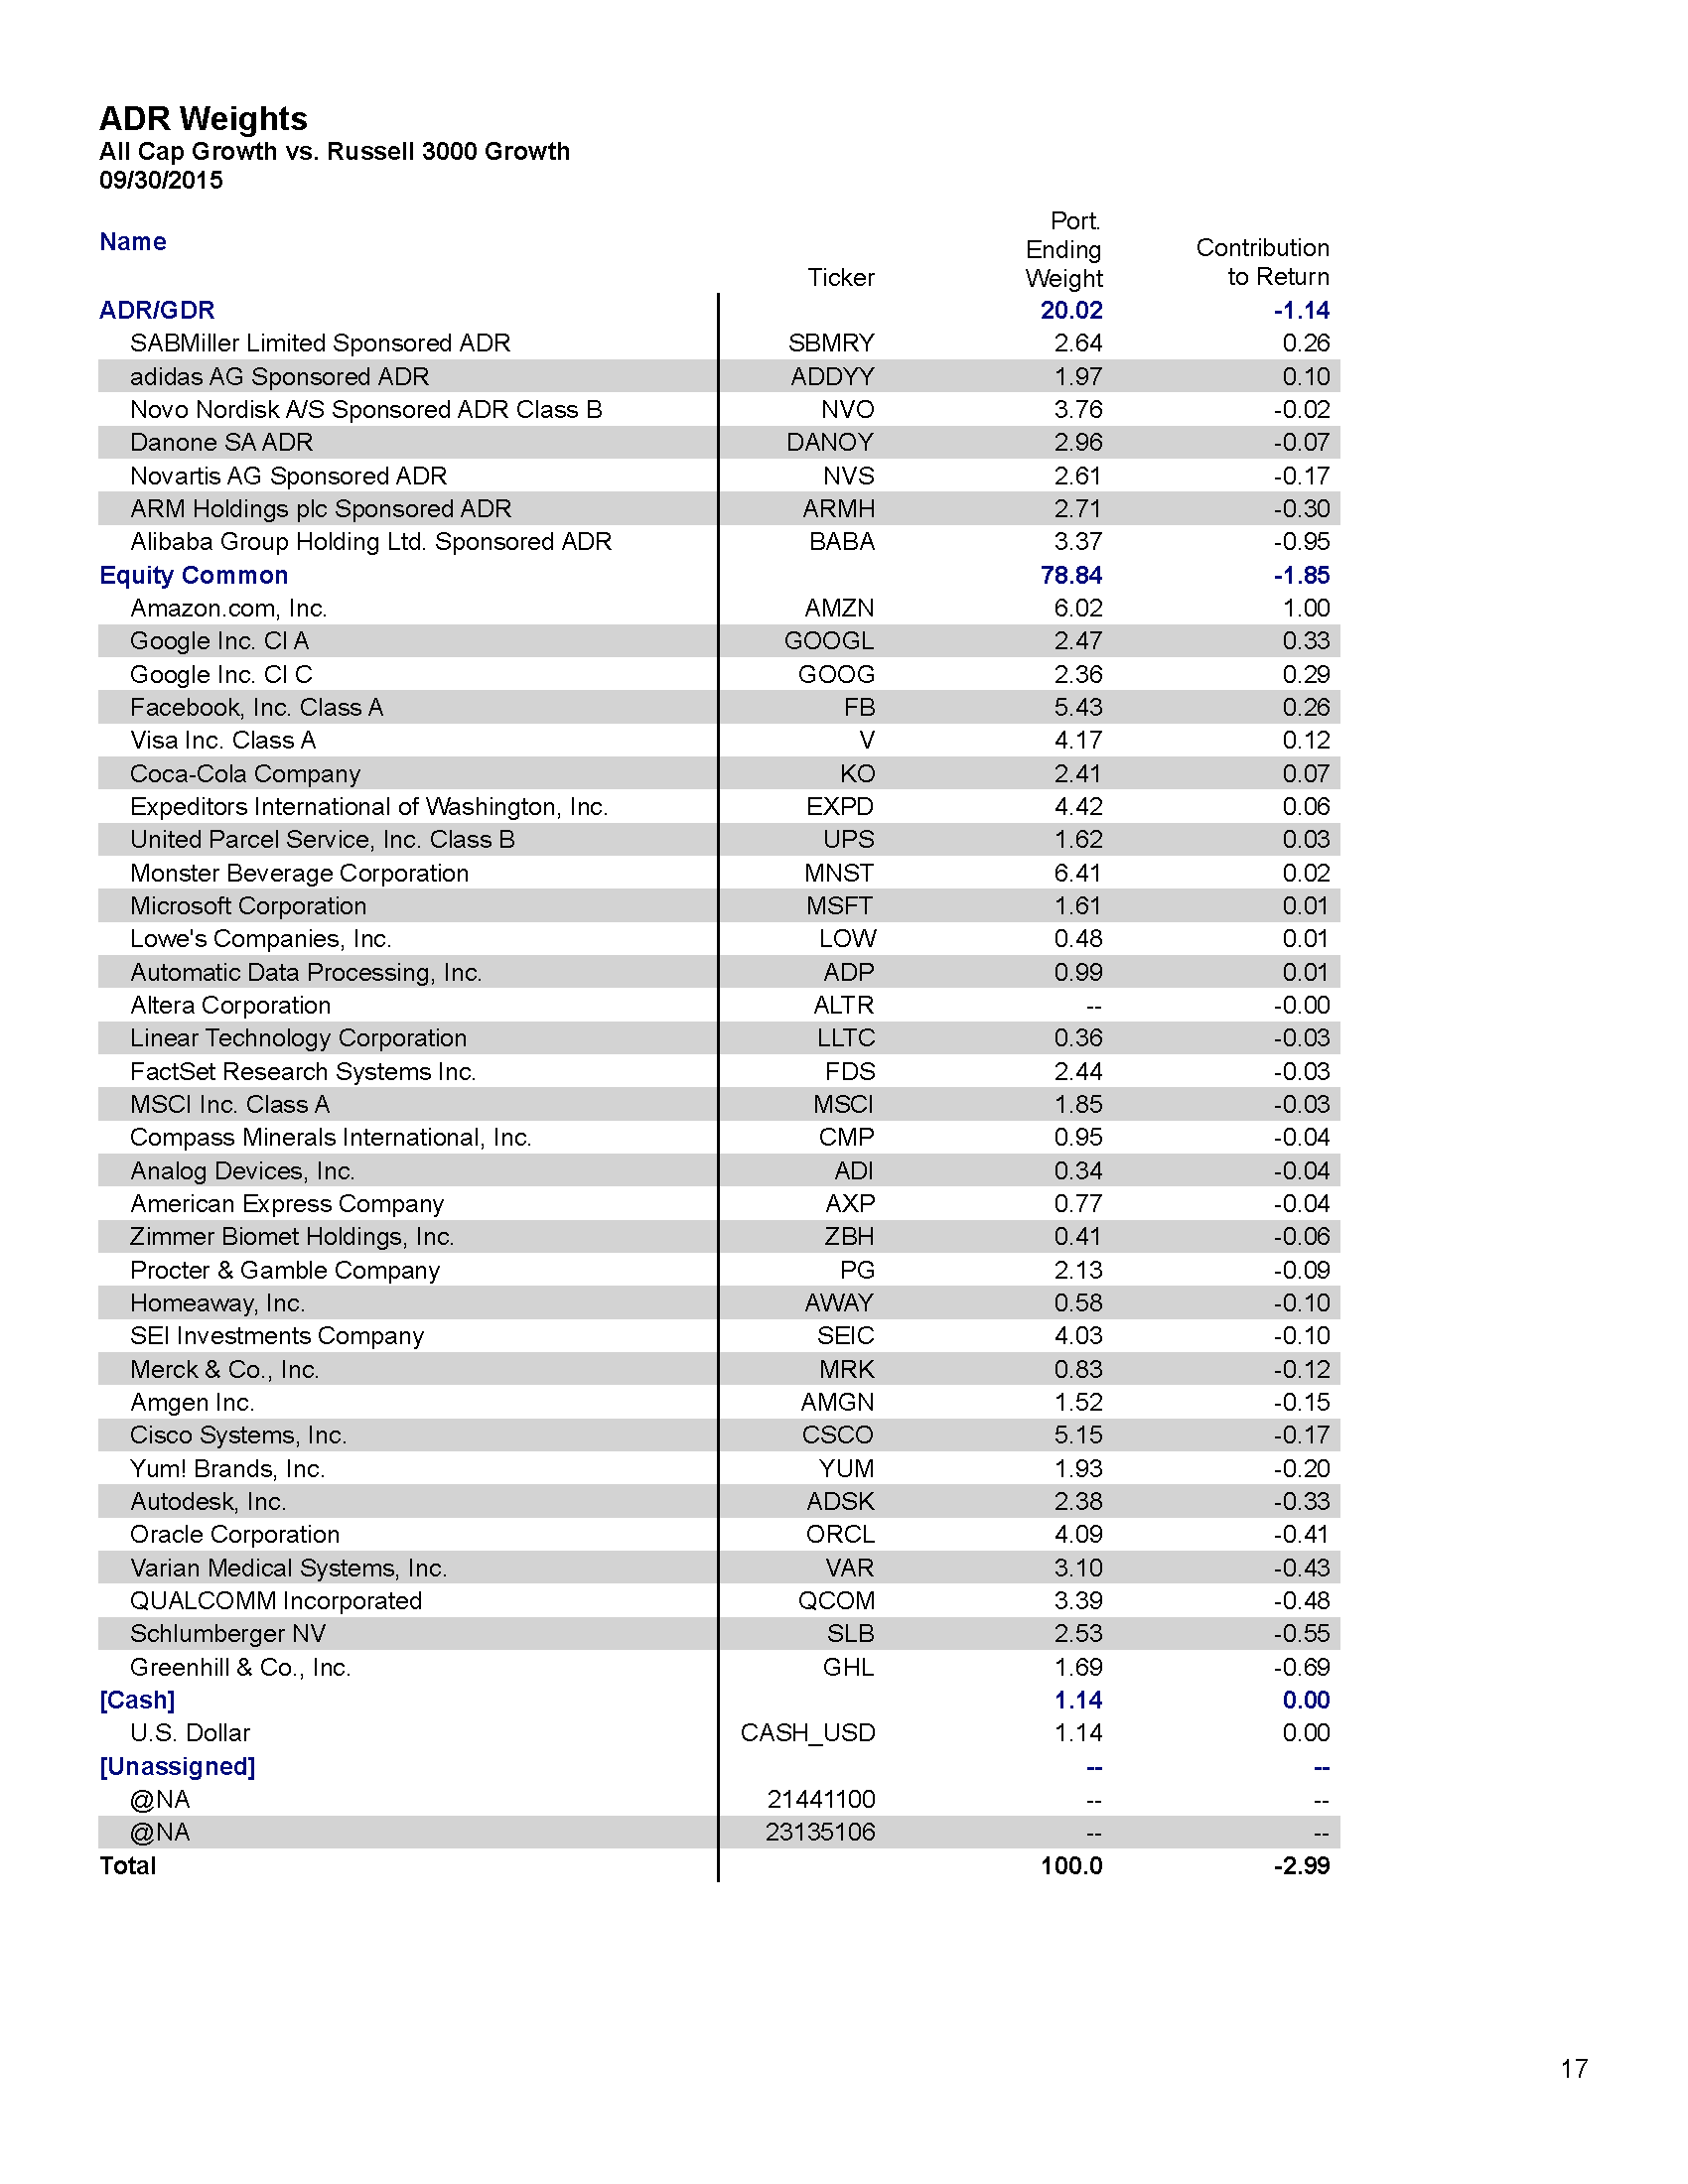 ADR Weights
All Cap Growth vs. Russell 3000 Growth
09/30/2015
Name Ticker Port. Ending Weight Contribution to Return
ADR/GDR 20.02 -1.14
SABMiller Limited Sponsored ADR SBMRY 2.64 0.26
adidas AG Sponsored ADR ADDYY 1.97 0.10
Novo Nordisk A/S Sponsored ADR Class B NVO 3.76 -0.02
Danone SA ADR DANOY 2.96 -0.07
Novartis AG Sponsored ADR NVS 2.61 -0.17
ARM Holdings plc Sponsored ADR ARMH 2.71 -0.30
Alibaba Group Holding Ltd. Sponsored ADR BABA 3.37 -0.95
Equity Common 78.84 -1.85
Amazon.com, Inc. AMZN 6.02 1.00
Google Inc. Cl A GOOGL 2.47 0.33
Google Inc. Cl C GOOG 2.36 0.29
Facebook, Inc. Class A FB 5.43 0.26
Visa Inc. Class A V 4.17 0.12
Coca-Cola Company KO 2.41 0.07
Expeditors International of Washington, Inc. EXPD 4.42 0.06
United Parcel Service, Inc. Class B UPS 1.62 0.03
Monster Beverage Corporation MNST 6.41 0.02
Microsoft Corporation MSFT 1.61 0.01
Lowe's Companies, Inc. LOW 0.48 0.01
Automatic Data Processing, Inc. ADP 0.99 0.01
Altera Corporation ALTR -- -0.00
Linear Technology Corporation LLTC 0.36 -0.03
FactSet Research Systems Inc. FDS 2.44 -0.03
MSCI Inc. Class A MSCI 1.85 -0.03
Compass Minerals International, Inc. CMP 0.95 -0.04
Analog Devices, Inc. ADI 0.34 -0.04
American Express Company AXP 0.77 -0.04
Zimmer Biomet Holdings, Inc. ZBH 0.41 -0.06
Procter & Gamble Company PG 2.13 -0.09
Homeaway, Inc. AWAY 0.58 -0.10
SEI Investments Company SEIC 4.03 -0.10
Merck & Co., Inc. MRK 0.83 -0.12
Amgen Inc. AMGN 1.52 -0.15
Cisco Systems, Inc. CSCO 5.15 -0.17
Yum! Brands, Inc. YUM 1.93 -0.20
Autodesk, Inc. ADSK 2.38 -0.33
Oracle Corporation ORCL 4.09 -0.41
Varian Medical Systems, Inc. VAR 3.10 -0.43
QUALCOMM Incorporated QCOM 3.39 -0.48
Schlumberger NV SLB 2.53 -0.55
Greenhill & Co., Inc. GHL 1.69 -0.69
[Cash] 1.14 0.00
U.S. Dollar CASH_USD 1.14 0.00
[Unassigned] -- --
@NA 21441100 -- --
@NA 23135106 -- --
Total 100.0 -2.99
17